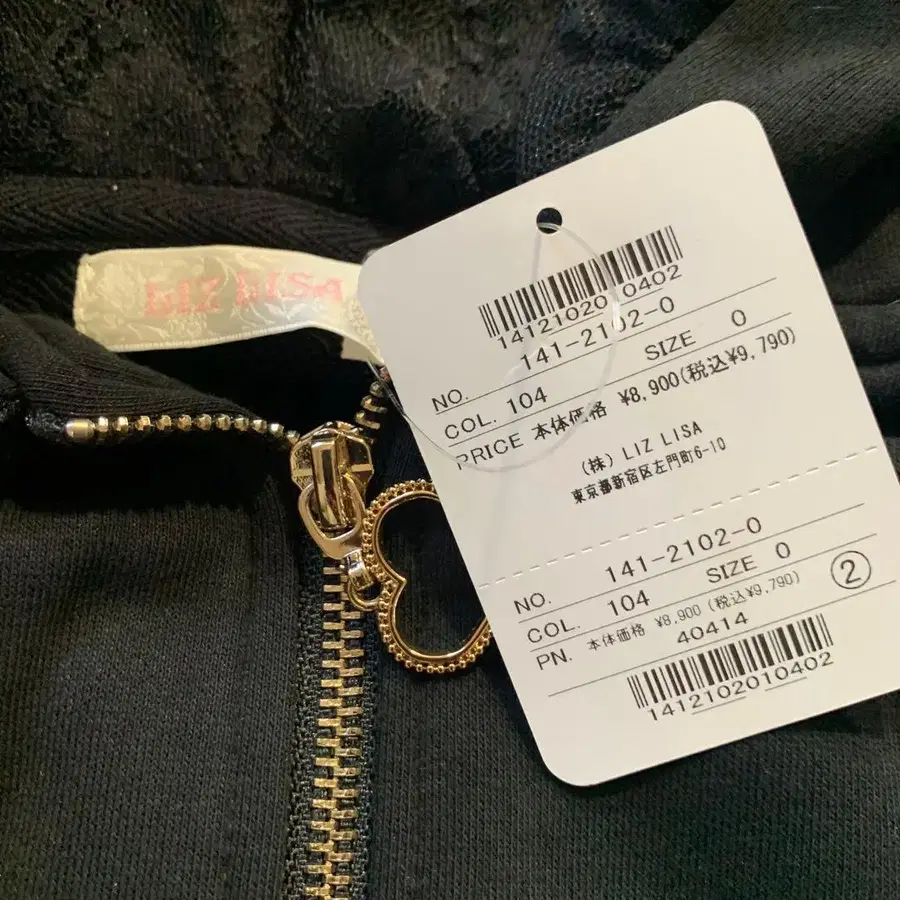 LIZ LISA
1412102010402
NO. 141-2102-0
COL. 104 SIZE 0
PRICE 本体価格 ¥8,900(税込¥9,790)
(株) LIZ LISA
東京都新宿区左門町6-10
NO. 141-2102-0
COL. 104 SIZE 0
PN. 本体価格 ¥8,900 (税込¥9,790) ②
40414
1412102010402